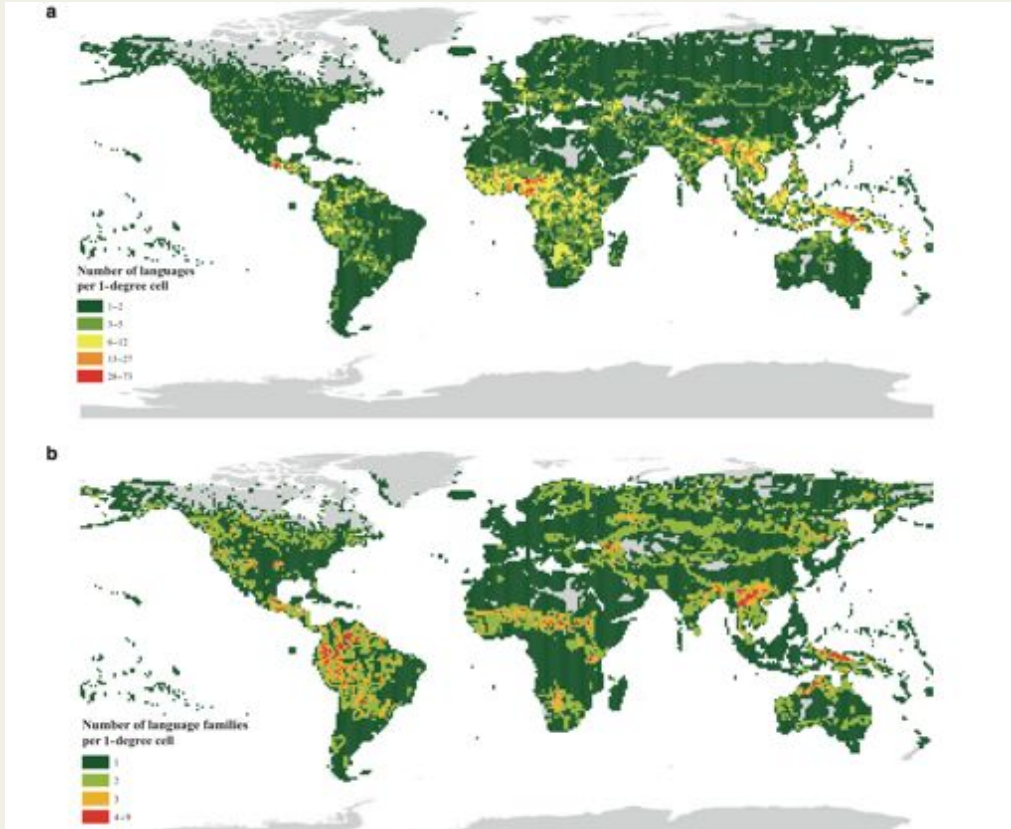 a
Number of languages
per 1-degree cell
1-2
3-5
6-12
13-27
28-73
b
Number of language families
per 1-degree cell
1
2
3
4-9